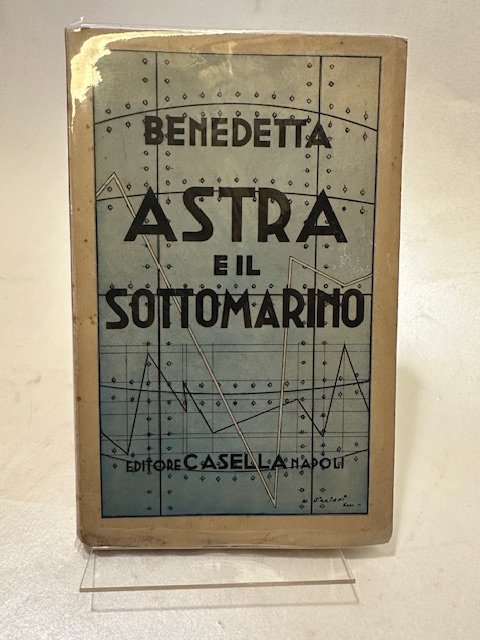 BENEDETTA
ASTRA
E IL
SOTTOMARINO
EDITORE CASELLA NAPOLI